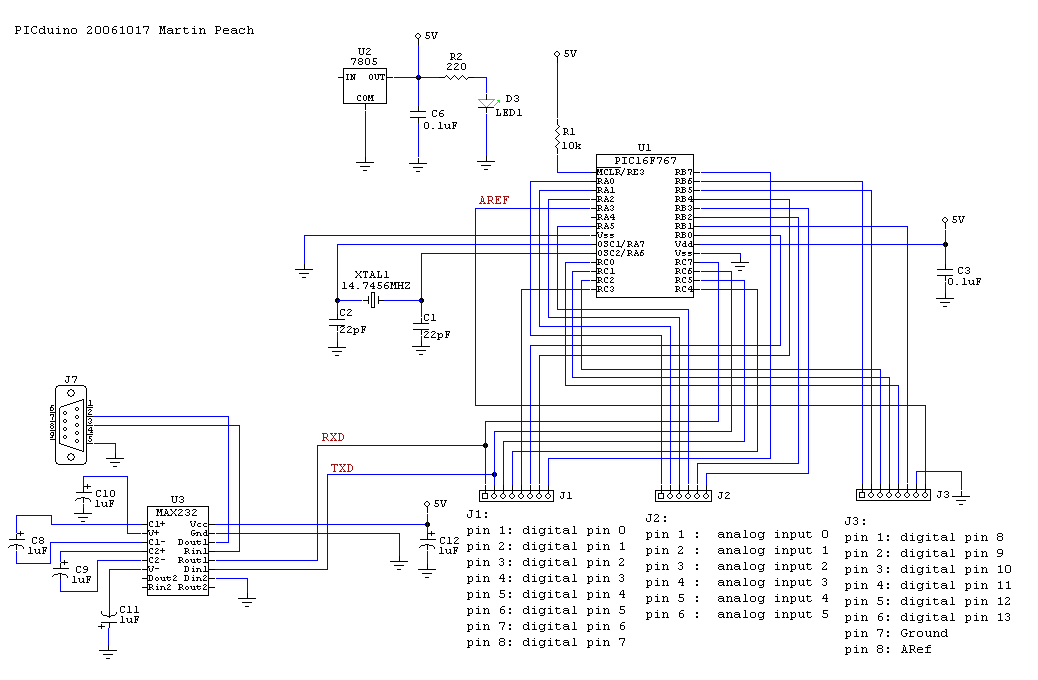 PICduino 20061017 Martin Peach
5V
U2
7805
IN OUT
COM
R2
220
D3
LED1
C6
0.1uF
5V
R1
10k
U1
PIC16F767
MCLR/RE3 RB7
RA0 RB6
RA1 RB5
RA2 RB4
RA3 RB3
RA4 RB2
RA5 RB1
Vss RB0
OSC1/RA7 Vdd
OSC2/RA6 Vss
RC0 RC7
RC1 RC6
RC2 RC5
RC3 RC4
AREF
5V
C3
0.1uF
XTAL1
14.7456MHZ
C2
22pF
C1
22pF
J7
1
6 2
7 3
8 4
9 5
RXD
TXD
C10
1uF
U3
MAX232
C1+ Vcc
V+ Gnd
C1- Dout1
C2+ Rin1
C2- Rout1
V- Din1
Dout2 Din2
Rin2 Rout2
C8
1uF
C9
1uF
C11
1uF
5V
C12
1uF
J1
J2
J3
J1:
pin 1: digital pin 0
pin 2: digital pin 1
pin 3: digital pin 2
pin 4: digital pin 3
pin 5: digital pin 4
pin 6: digital pin 5
pin 7: digital pin 6
pin 8: digital pin 7
J2:
pin 1 : analog input 0
pin 2 : analog input 1
pin 3 : analog input 2
pin 4 : analog input 3
pin 5 : analog input 4
pin 6 : analog input 5
J3:
pin 1: digital pin 8
pin 2: digital pin 9
pin 3: digital pin 10
pin 4: digital pin 11
pin 5: digital pin 12
pin 6: digital pin 13
pin 7: Ground
pin 8: ARef